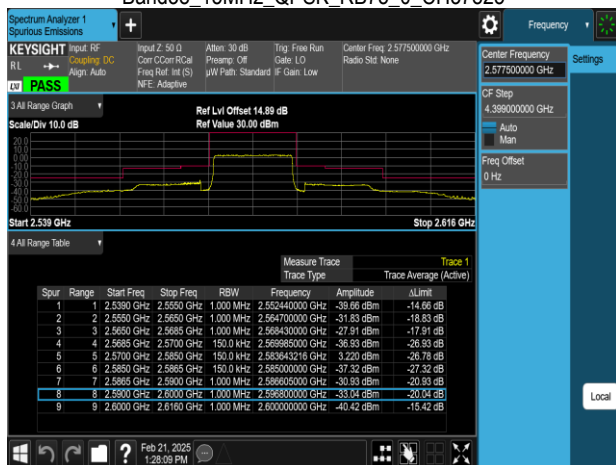 Spectrum Analyzer 1
Spurious Emissions
Frequency
KEYSIGHT
RL
Input: RF
Coupling: DC
Align: Auto
Input Z: 50 Ω
Corr CCorr RCal
Freq Ref: Int (S)
NFE: Adaptive
Atten: 30 dB
Preamp: Off
µW Path: Standard
Trig: Free Run
Gate: LO
IF Gain: Low
Center Freq: 2.577500000 GHz
Radio Std: None
LXI PASS
3 All Range Graph
Scale/Div 10.0 dB
Ref Lvl Offset 14.89 dB
Ref Value 30.00 dBm
20.0
10.0
0.00
-10.0
-20.0
-30.0
-40.0
-50.0
-60.0
Start 2.539 GHz
Stop 2.616 GHz
4 All Range Table
Measure Trace Trace 1
Trace Type Trace Average (Active)
Spur Range Start Freq Stop Freq RBW Frequency Amplitude ΔLimit
1 1 2.5390 GHz 2.5550 GHz 1.000 MHz 2.552440000 GHz -39.66 dBm -14.66 dB
2 2 2.5550 GHz 2.5650 GHz 1.000 MHz 2.564700000 GHz -31.83 dBm -18.83 dB
3 3 2.5650 GHz 2.5685 GHz 1.000 MHz 2.568430000 GHz -27.91 dBm -17.91 dB
4 4 2.5685 GHz 2.5700 GHz 150.0 kHz 2.569985000 GHz -36.93 dBm -26.93 dB
5 5 2.5700 GHz 2.5850 GHz 150.0 kHz 2.583643216 GHz 3.220 dBm -26.78 dB
6 6 2.5850 GHz 2.5865 GHz 150.0 kHz 2.585000000 GHz -37.32 dBm -27.32 dB
7 7 2.5865 GHz 2.5900 GHz 1.000 MHz 2.586605000 GHz -30.93 dBm -20.93 dB
8 8 2.5900 GHz 2.6000 GHz 1.000 MHz 2.596800000 GHz -33.04 dBm -20.04 dB
9 9 2.6000 GHz 2.6160 GHz 1.000 MHz 2.600000000 GHz -40.42 dBm -15.42 dB
Center Frequency
2.577500000 GHz
Settings
CF Step
4.399000000 GHz
Auto
Man
Freq Offset
0 Hz
Local
?
Feb 21, 2025
1:28:09 PM